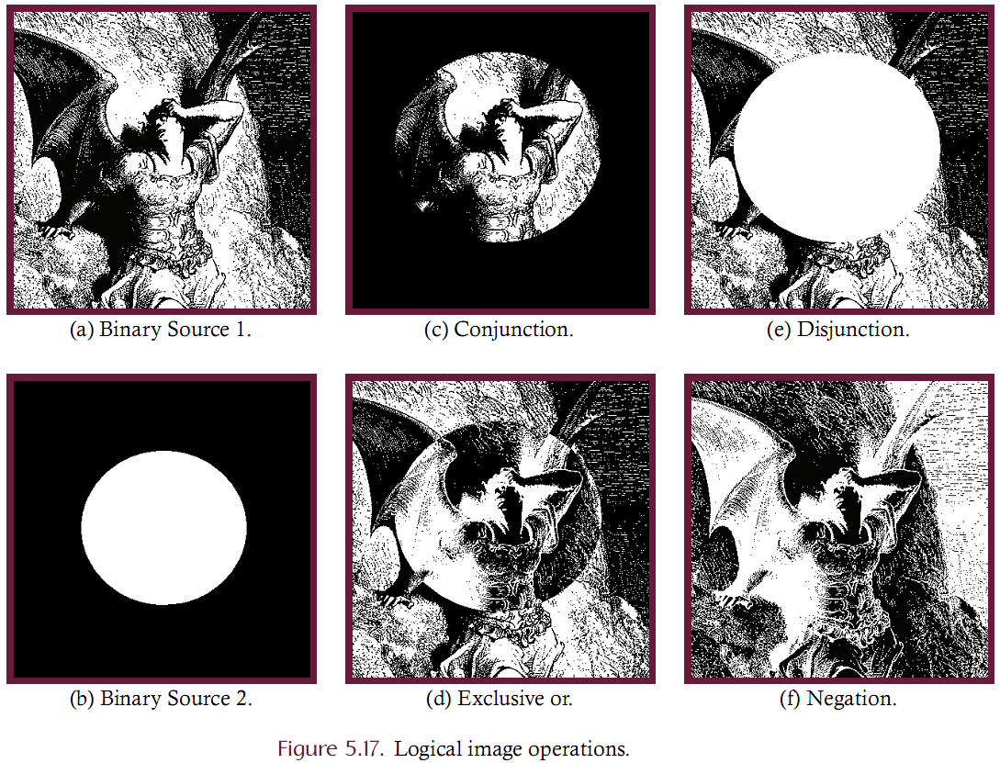 (a) Binary Source 1.
(c) Conjunction.
(e) Disjunction.
(b) Binary Source 2.
(d) Exclusive or.
(f) Negation.
Figure 5.17. Logical image operations.